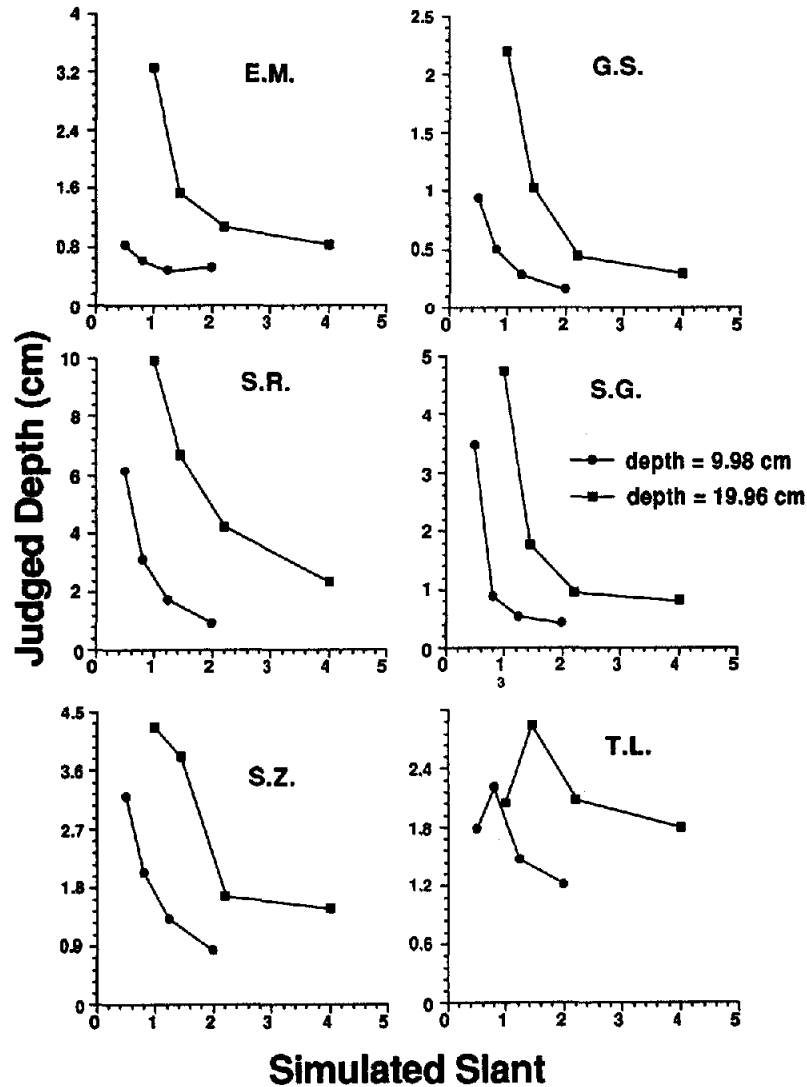 Judged Depth (cm)
4
3.2
2.4
1.6
0.8
0
0 1 2 3 4 5
E.M.
2.5
2
1.5
1
0.5
0
0 1 2 3 4 5
G.S.
10
8
6
4
2
0
0 1 2 3 4 5
S.R.
5
4
3
2
1
0
0 1 2 3 4 5
3
S.G.
depth = 9.98 cm
depth = 19.96 cm
4.5
3.6
2.7
1.8
0.9
0
0 1 2 3 4 5
S.Z.
2.4
1.8
1.2
0.6
0
0 1 2 3 4 5
T.L.
Simulated Slant